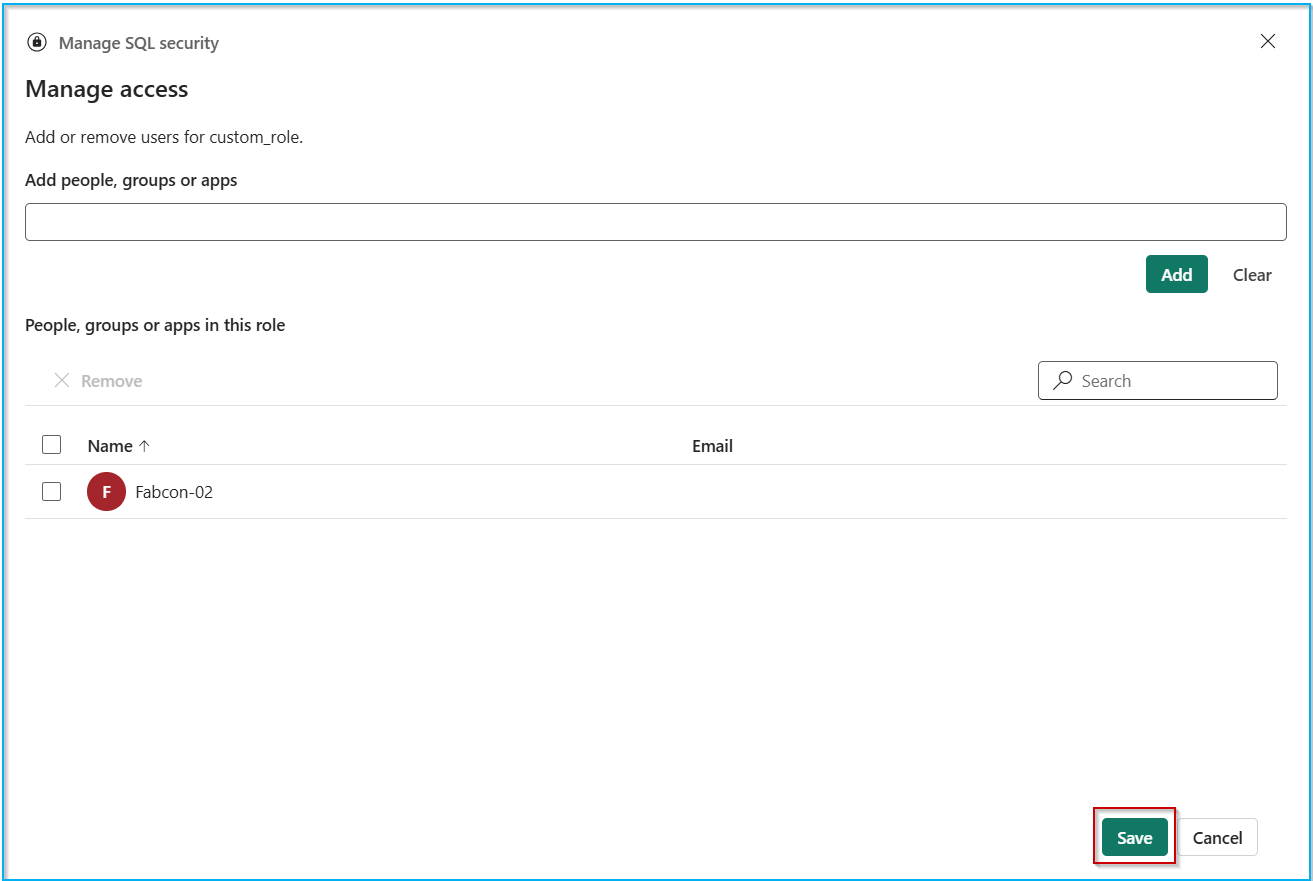 Manage SQL security
Manage access
Add or remove users for custom_role.
Add people, groups or apps
Add Clear
People, groups or apps in this role
Remove Search
Name ↑ Email
F Fabcon-02
Save Cancel